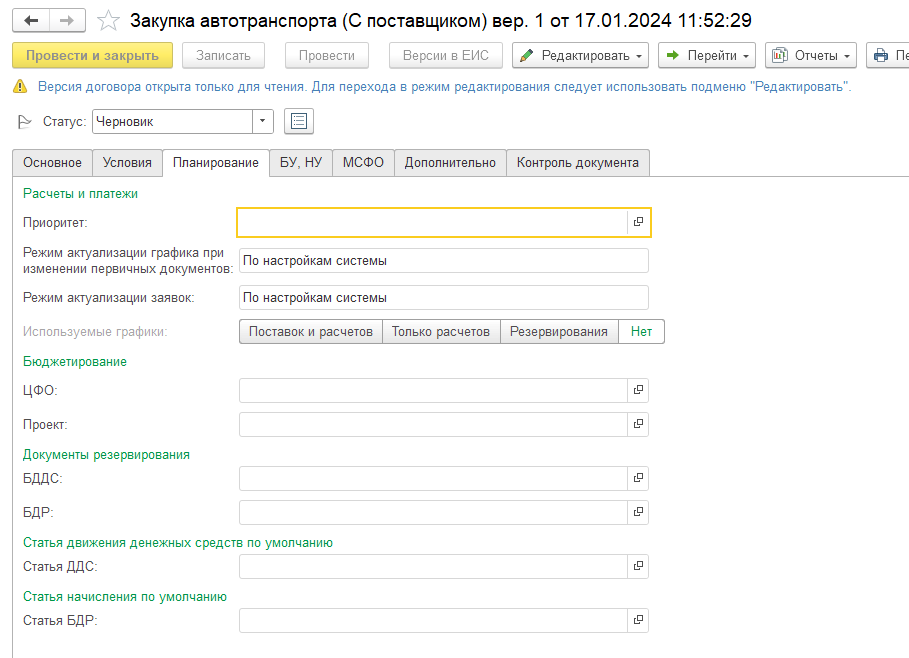 Закупка автотранспорта (С поставщиком) вер. 1 от 17.01.2024 11:52:29
Провести и закрыть Записать Провести Версии в ЕИС Редактировать Перейти Отчеты
Версия договора открыта только для чтения. Для перехода в режим редактирования следует использовать подменю "Редактировать".
Статус: Черновик
Основное Условия Планирование БУ, НУ МСФО Дополнительно Контроль документа
Расчеты и платежи
Приоритет:
Режим актуализации графика при
изменении первичных документов: По настройкам системы
Режим актуализации заявок: По настройкам системы
Используемые графики: Поставок и расчетов Только расчетов Резервирования Нет
Бюджетирование
ЦФО:
Проект:
Документы резервирования
БДДС:
БДР:
Статья движения денежных средств по умолчанию
Статья ДДС:
Статья начисления по умолчанию
Статья БДР: